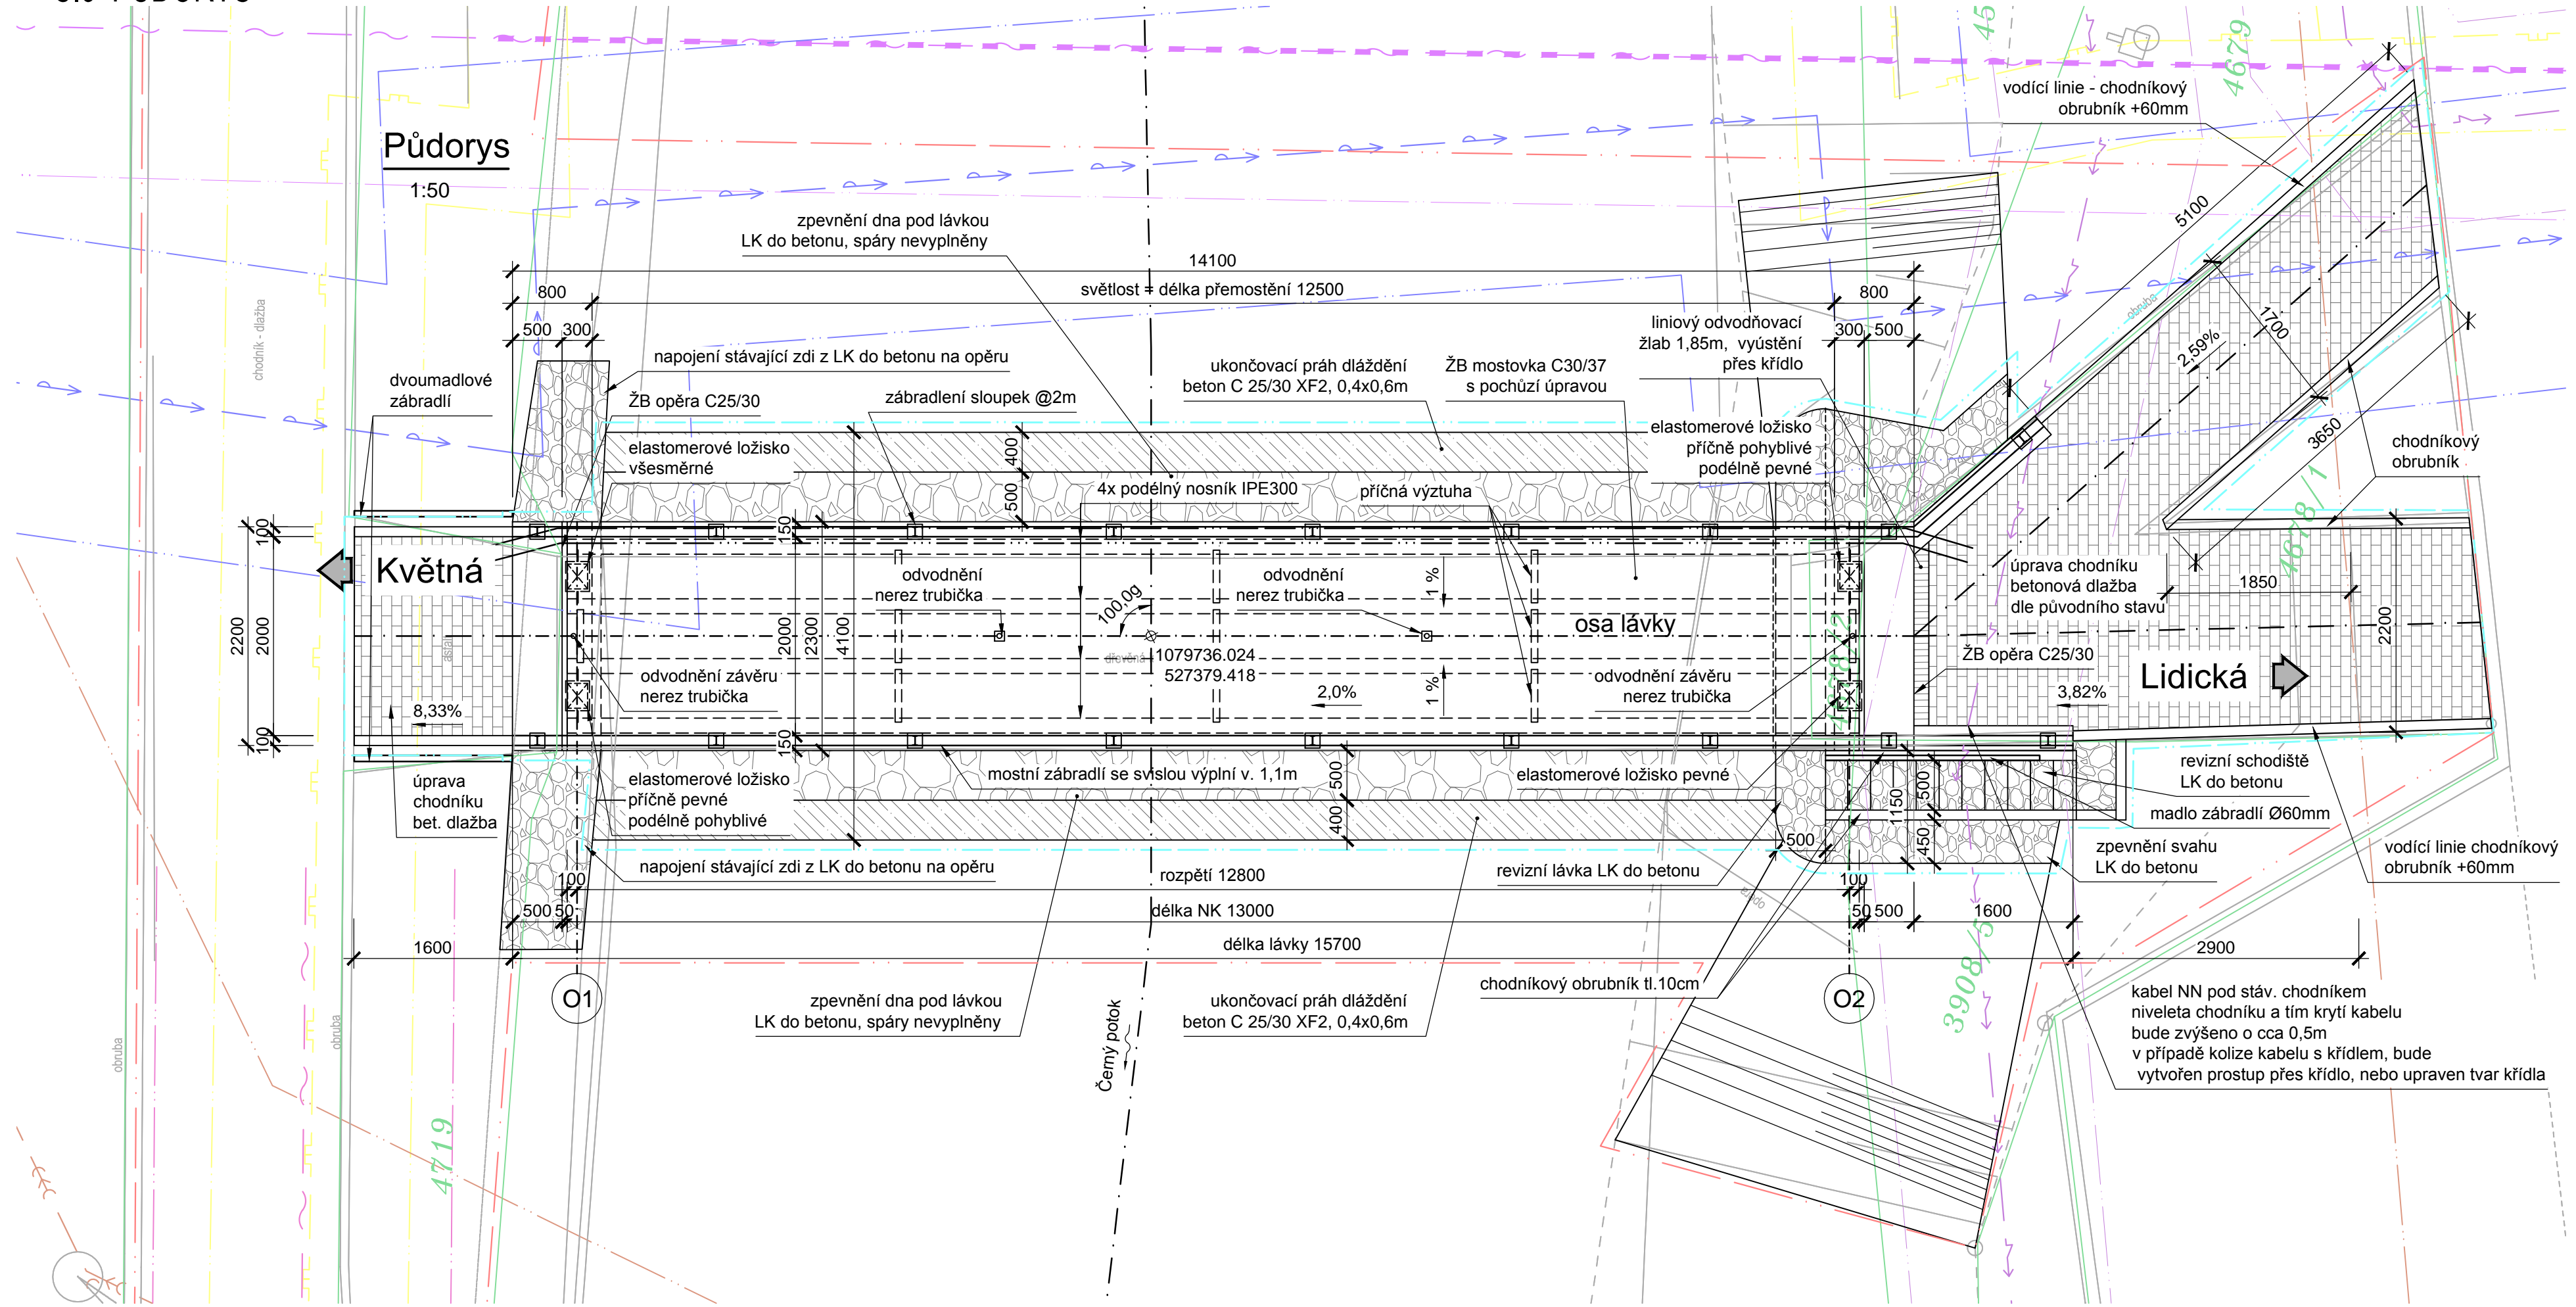 Půdorys
1:50
zpevnění dna pod lávkou
LK do betonu, spáry nevyplněny
14100
800
světlost = délka přemostění 12500
800
500
300
300
500
napojení stávající zdi z LK do betonu na opěru
ŽB opěra C25/30
zábradlení sloupek @2m
ukončovací práh dláždění
beton C 25/30 XF2, 0,4x0,6m
ŽB mostovka C30/37
s pochůzí úpravou
liniový odvodňovací
žlab 1,85m, vyústění
přes křídlo
vodící linie - chodníkový
obrubník +60mm
4679
45
5100
1700
2,59%
3650
obruba
chodníkový
obrubník
4678/1
dvoumadlové
zábradlí
chodník - dlažba
elastomerové ložisko
všesměrné
400
500
4x podélný nosník IPE300
příčná výztuha
elastomerové ložisko
příčně pohyblivé
podélně pevné
100
150
Květná
odvodnění
nerez trubička
odvodnění
nerez trubička
1 %
100,0g
osa lávky
úprava chodníku
betonová dlažba
dle původního stavu
1850
2200
2200
2000
2000
2300
4100
asfalt
dřevěná
1079736.024
527379.418
odvodnění závěru
nerez trubička
2,0%
1 %
odvodnění závěru
nerez trubička
ŽB opěra C25/30
Lidická
3,82%
8,33%
100
150
úprava
chodníku
bet. dlažba
elastomerové ložisko
příčně pevné
podélně pohyblivé
mostní zábradlí se svislou výplní v. 1,1m
500
400
elastomerové ložisko pevné
1150
500
450
revizní schodiště
LK do betonu
madlo zábradlí Ø60mm
500
zpevnění svahu
LK do betonu
vodící linie chodníkový
obrubník +60mm
napojení stávající zdi z LK do betonu na opěru
revizní lávka LK do betonu
100
rozpětí 12800
100
500
50
délka NK 13000
50
500
1600
1600
délka lávky 15700
2900
O1
O2
chodníkový obrubník tl.10cm
3908/5
zpevnění dna pod lávkou
LK do betonu, spáry nevyplněny
ukončovací práh dláždění
beton C 25/30 XF2, 0,4x0,6m
kabel NN pod stáv. chodníkem
niveleta chodníku a tím krytí kabelu
bude zvýšeno o cca 0,5m
v případě kolize kabelu s křídlem, bude
vytvořen prostup přes křídlo, nebo upraven tvar křídla
Černý potok
obruba
obruba
4719